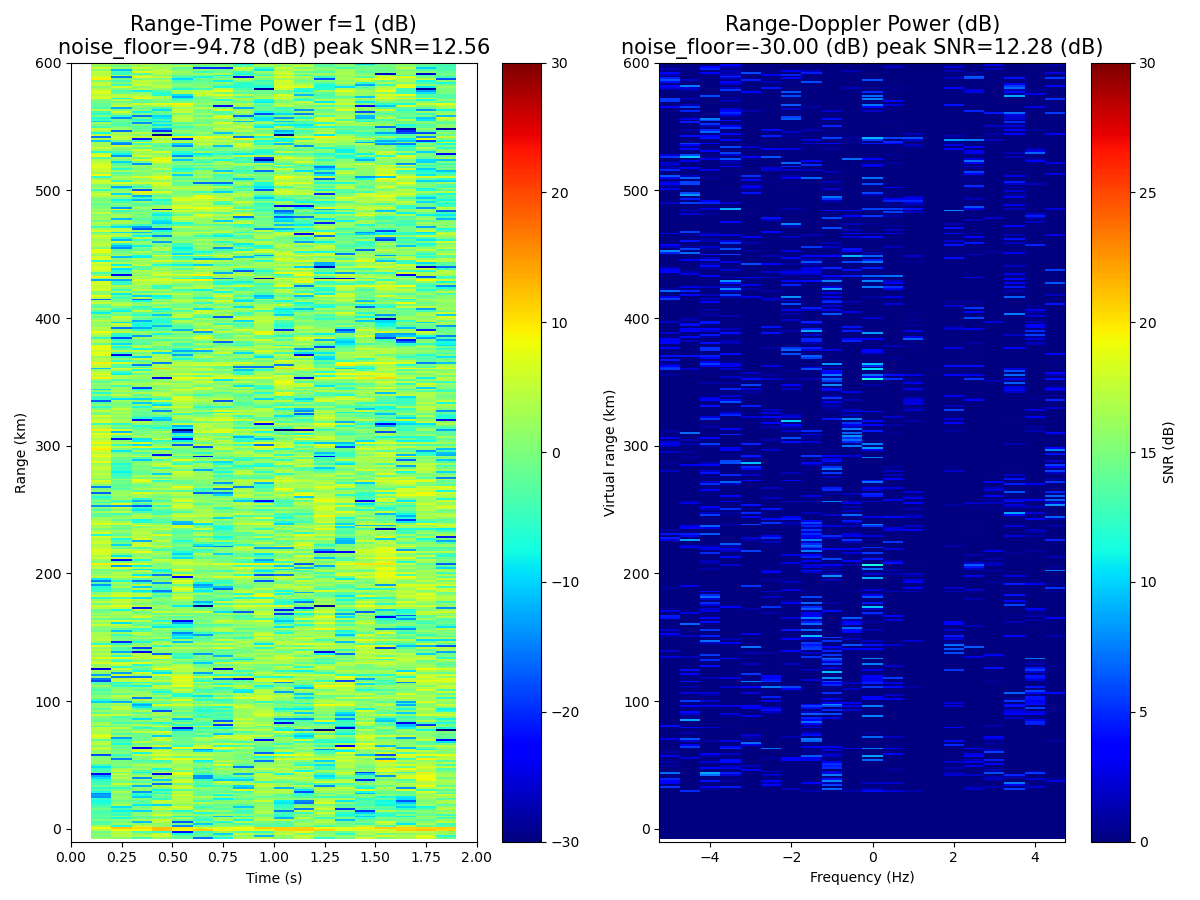 Range-Time Power f=1 (dB)
noise_floor=-94.78 (dB) peak SNR=12.56
Range (km)
600
500
400
300
200
100
0
0.00 0.25 0.50 0.75 1.00 1.25 1.50 1.75 2.00
Time (s)
30
20
10
0
−10
−20
−30
Range-Doppler Power (dB)
noise_floor=-30.00 (dB) peak SNR=12.28 (dB)
Virtual range (km)
600
500
400
300
200
100
0
−4 −2 0 2 4
Frequency (Hz)
30
25
20
15
10
5
0
SNR (dB)